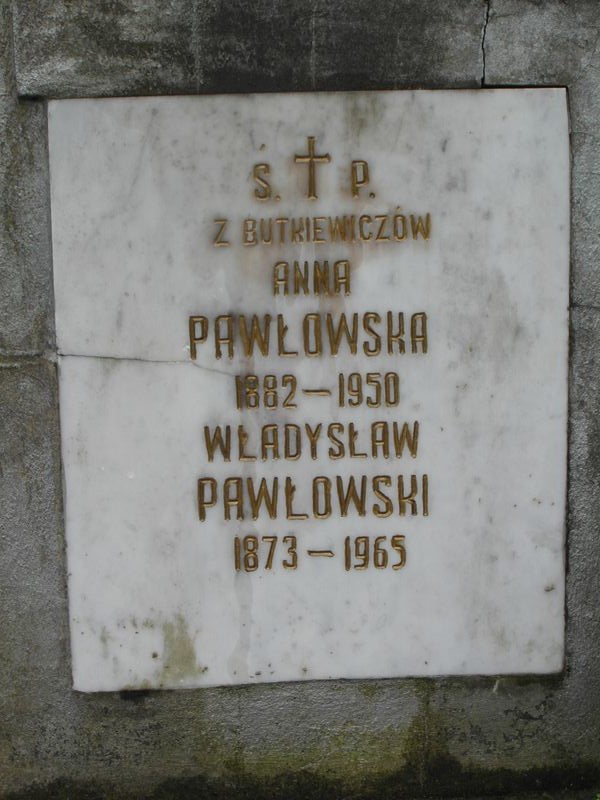 Ś. P.
Z BUTKIEWICZÓW
ANNA
PAWŁOWSKA
1882 – 1950
WŁADYSŁAW
PAWŁOWSKI
1873 – 1965